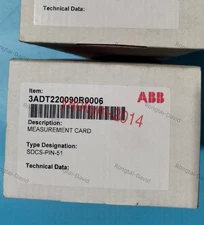 Technical Data:
Item:
3ADT220090R0006
ABB
Description:
MEASUREMENT CARD
Type Designation:
SDCS-PIN-51
Technical Data: